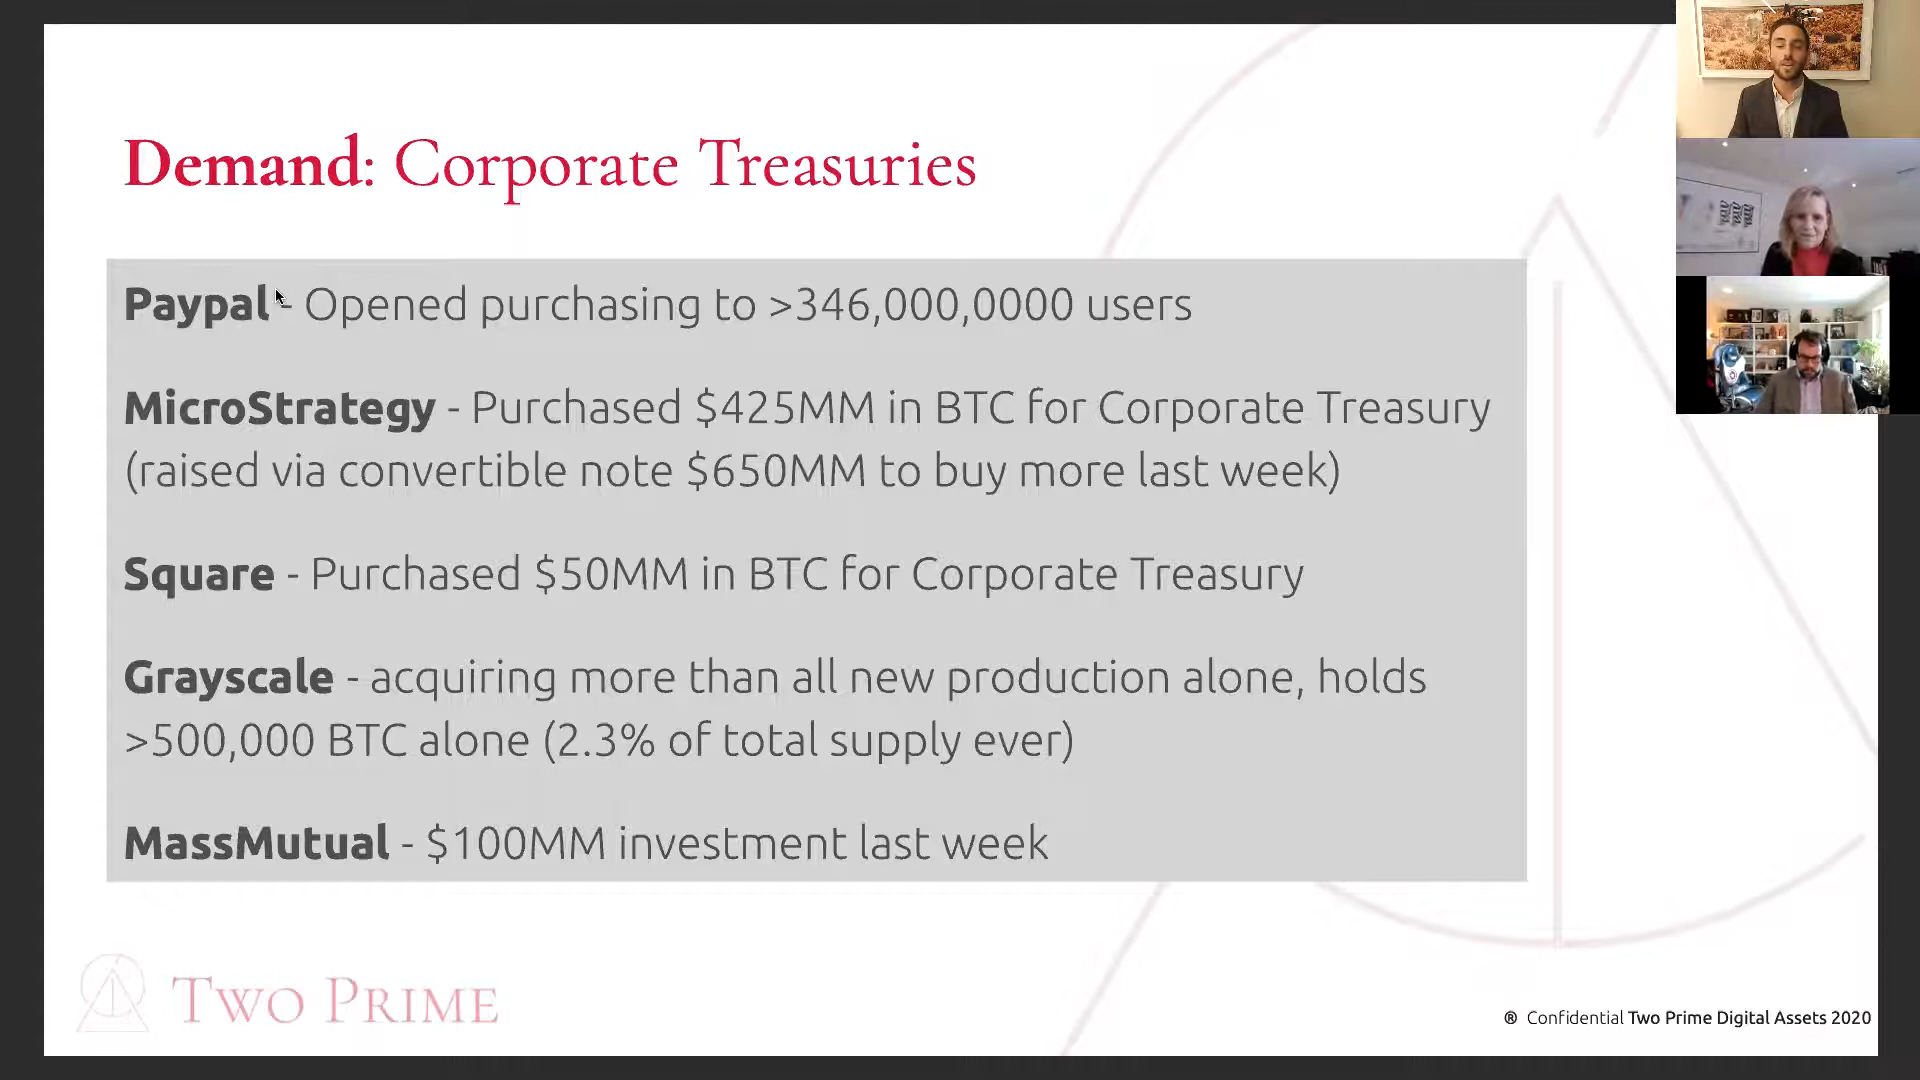 Demand: Corporate Treasuries
Paypal - Opened purchasing to >346,000,0000 users
MicroStrategy - Purchased $425MM in BTC for Corporate Treasury
(raised via convertible note $650MM to buy more last week)
Square - Purchased $50MM in BTC for Corporate Treasury
Grayscale - acquiring more than all new production alone, holds
>500,000 BTC alone (2.3% of total supply ever)
MassMutual - $100MM investment last week
TWO PRIME
® Confidential Two Prime Digital Assets 2020